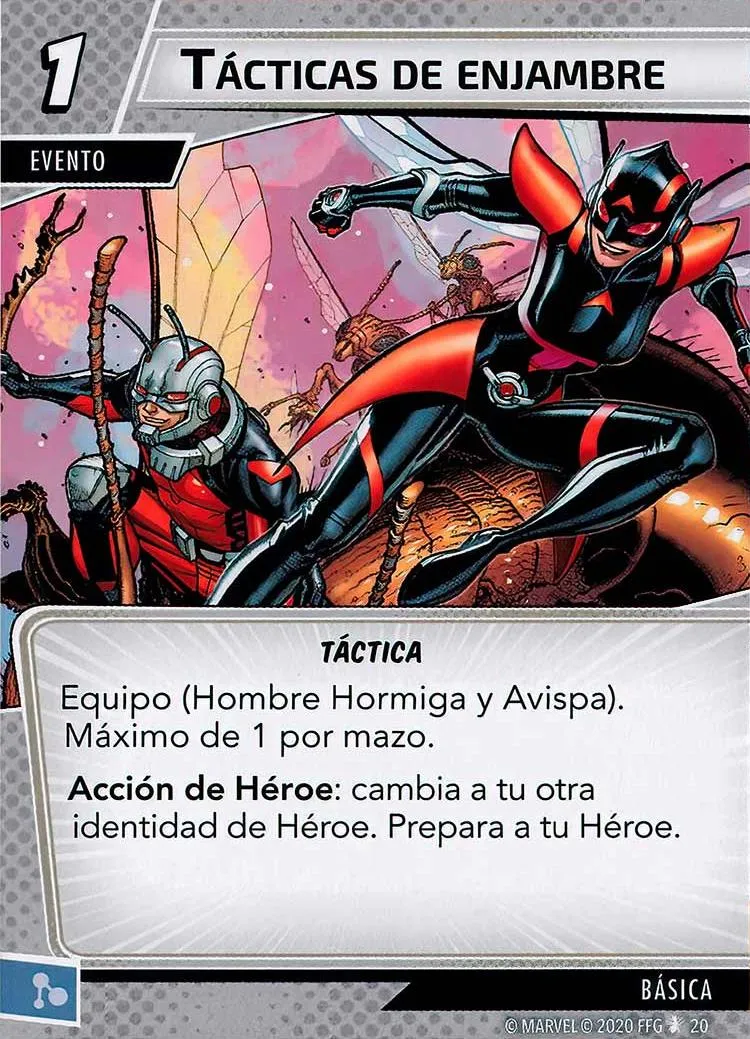 1
TÁCTICAS DE ENJAMBRE
EVENTO
TÁCTICA
Equipo (Hombre Hormiga y Avispa).
Máximo de 1 por mazo.
Acción de Héroe: cambia a tu otra
identidad de Héroe. Prepara a tu Héroe.
BÁSICA
© MARVEL © 2020 FFG 20